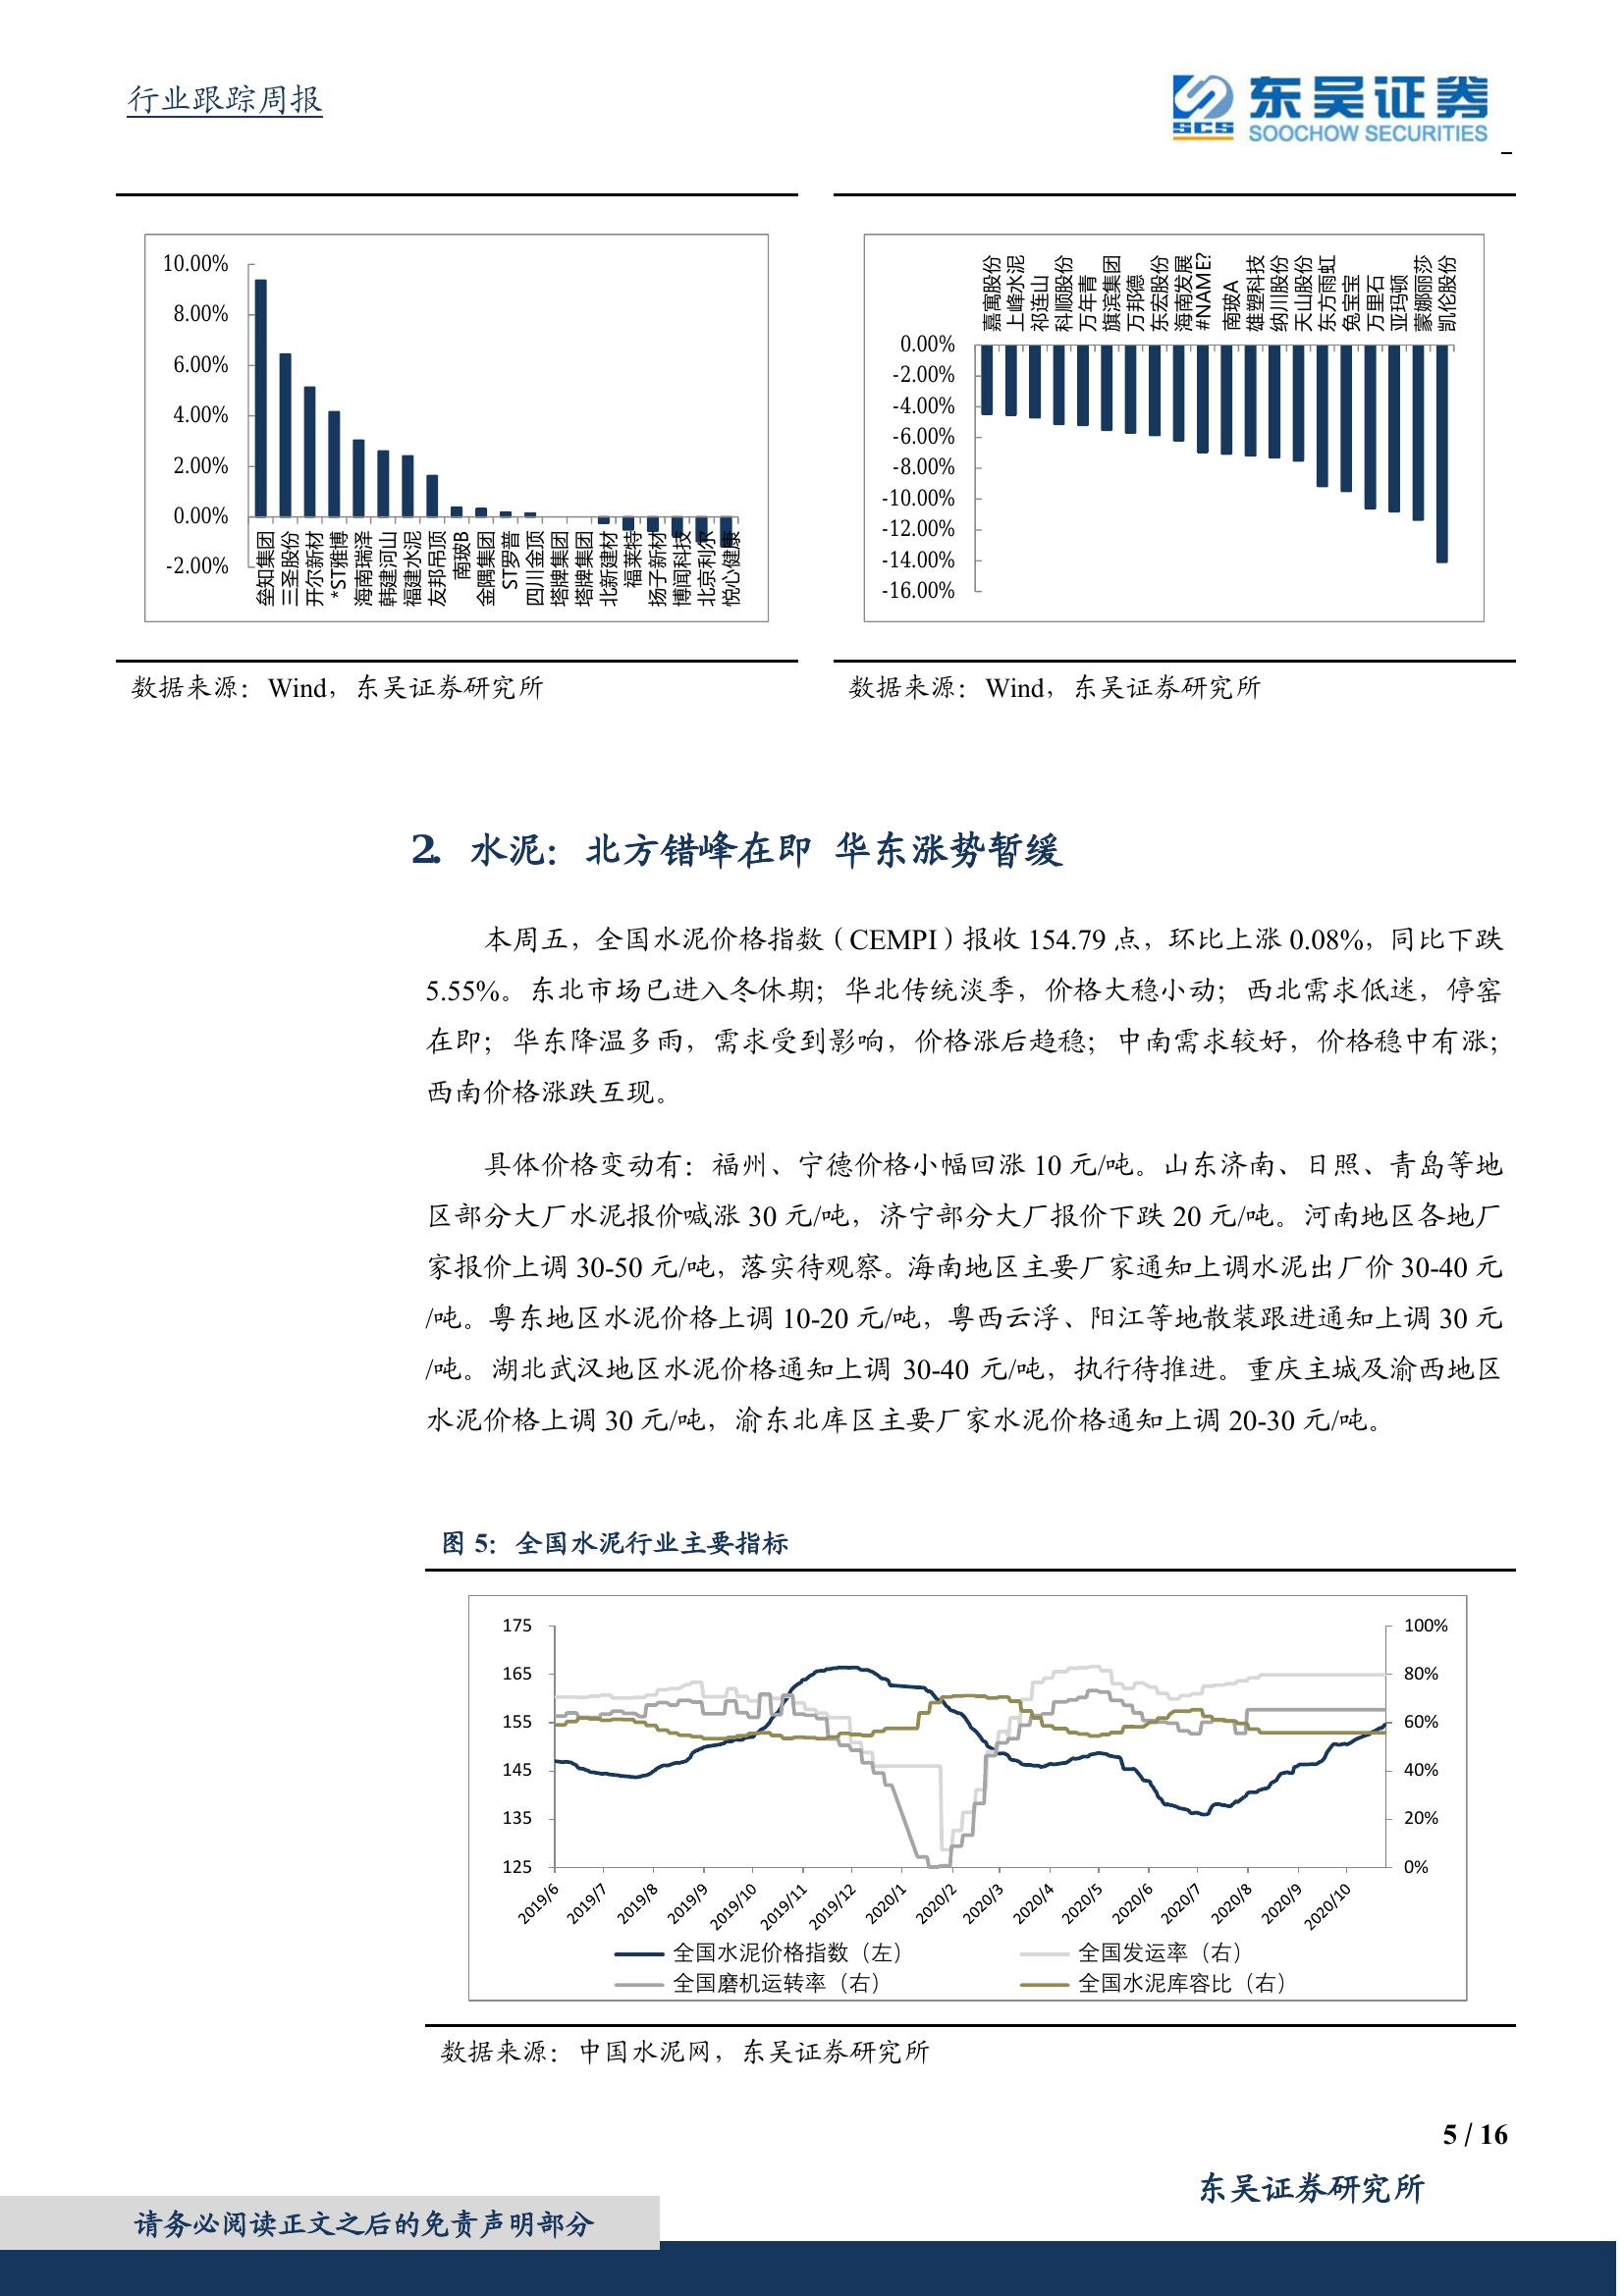 行业跟踪周报
东吴证券
SCS
SOOCHOW SECURITIES
10.00%
8.00%
6.00%
4.00%
2.00%
0.00%
-2.00%
垒知集团
三圣股份
开尔新材
*ST雅博
海南瑞泽
韩建河山
福建水泥
友邦吊顶
南玻B
金隅集团
ST罗普
四川金顶
塔牌集团
塔牌集团
北新建材
福莱特
扬子新材
博闻科技
北京利尔
悦心健康
嘉寓股份
上峰水泥
祁连山
科顺股份
万年青
旗滨集团
万邦德
东宏股份
海南发展
#NAME?
南玻A
雄塑科技
纳川股份
天山股份
东方雨虹
兔宝宝
万里石
亚玛顿
蒙娜丽莎
凯伦股份
0.00%
-2.00%
-4.00%
-6.00%
-8.00%
-10.00%
-12.00%
-14.00%
-16.00%
数据来源：Wind，东吴证券研究所
数据来源：Wind，东吴证券研究所
2. 水泥：北方错峰在即 华东涨势暂缓
本周五，全国水泥价格指数（CEMPI）报收 154.79 点，环比上涨 0.08%，同比下跌
5.55%。东北市场已进入冬休期；华北传统淡季，价格大稳小动；西北需求低迷，停窑
在即；华东降温多雨，需求受到影响，价格涨后趋稳；中南需求较好，价格稳中有涨；
西南价格涨跌互现。
具体价格变动有：福州、宁德价格小幅回涨 10 元/吨。山东济南、日照、青岛等地
区部分大厂水泥报价喊涨 30 元/吨，济宁部分大厂报价下跌 20 元/吨。河南地区各地厂
家报价上调 30-50 元/吨，落实待观察。海南地区主要厂家通知上调水泥出厂价 30-40 元
/吨。粤东地区水泥价格上调 10-20 元/吨，粤西云浮、阳江等地散装跟进通知上调 30 元
/吨。湖北武汉地区水泥价格通知上调 30-40 元/吨，执行待推进。重庆主城及渝西地区
水泥价格上调 30 元/吨，渝东北库区主要厂家水泥价格通知上调 20-30 元/吨。
图 5：全国水泥行业主要指标
175
165
155
145
135
125
100%
80%
60%
40%
20%
0%
2019/6
2019/7
2019/8
2019/9
2019/10
2019/11
2019/12
2020/1
2020/2
2020/3
2020/4
2020/5
2020/6
2020/7
2020/8
2020/9
2020/10
全国水泥价格指数（左）
全国发运率（右）
全国磨机运转率（右）
全国水泥库容比（右）
数据来源：中国水泥网，东吴证券研究所
5 / 16
东吴证券研究所
请务必阅读正文之后的免责声明部分